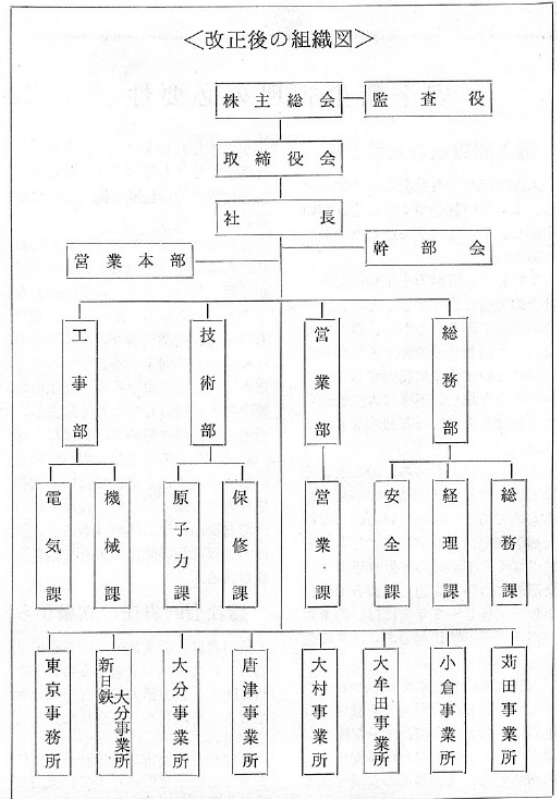 ＜改正後の組織図＞
株主総会
監査役
取締役会
社長
幹部会
営業本部
総務部
営業部
技術部
工事部
総務課
経理課
安全課
営業課
保修課
原子力課
機械課
電気課
苅田事業所
小倉事業所
大牟田事業所
大村事業所
唐津事業所
大分事業所
新日鉄大分事業所
東京事務所